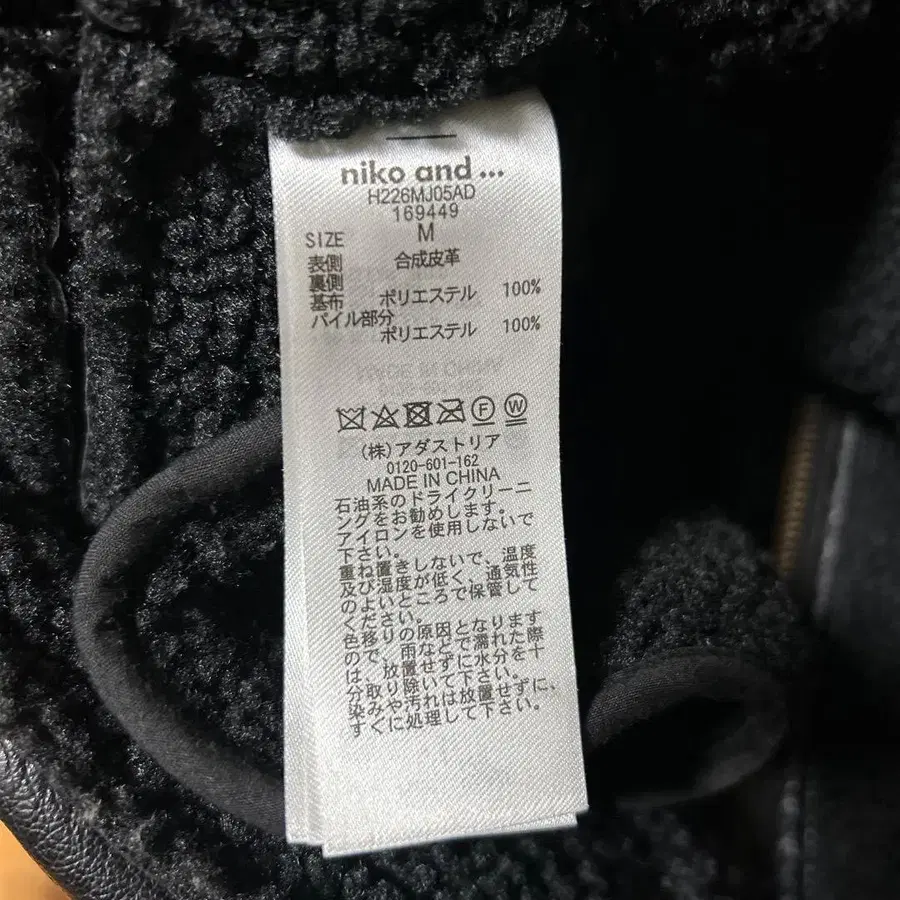 niko and ...
H226MJ05AD
169449
SIZE M
表側 合成皮革
裏側
基布 ポリエステル 100%
パイル部分
ポリエステル 100%
(株)アダストリア
0120-601-162
MADE IN CHINA
石油系のドライクリーニ
ングをお勧めします。
アイロンを使用しないで
下さい。
重ね置きしないで、温度
及び湿度が低く、通気性
のよいところで保管して
ください。
色移りの原因となります
ので、雨などで濡れた際
は、放置せずに水分を十
分取り除いて下さい。
染みや汚れは放置せずに、
すぐに処理して下さい。